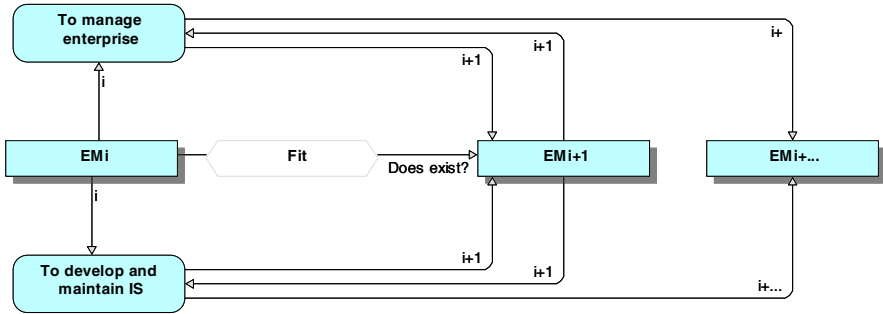 To manage
enterprise
i+
i+1
i+1
i
EMi
Fit
Does exist?
EMi+1
EMi+...
i
To develop and
maintain IS
i+1
i+1
i+...